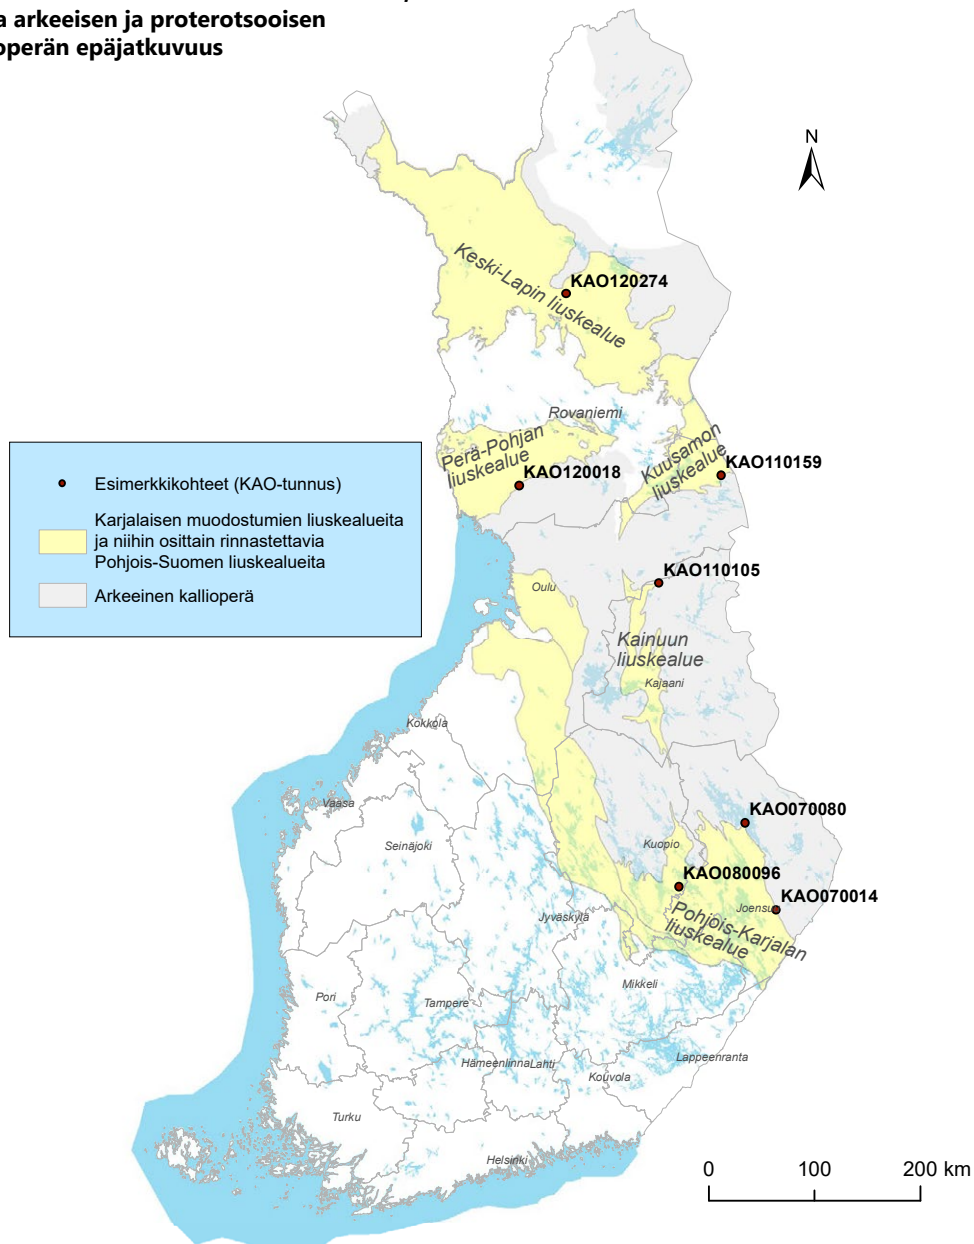 a arkeeisen ja proterotsooisen
operän epäjatkuvuus
N
Keski-Lapin liuskealue
KAO120274
Rovaniemi
Perä-Pohjan
liuskealue
KAO120018
Kuusamon
liuskealue
KAO110159
Esimerkkikohteet (KAO-tunnus)
Karjalaisen muodostumien liuskealueita
ja niihin osittain rinnastettavia
Pohjois-Suomen liuskealueita
Arkeeinen kallioperä
KAO110105
Oulu
Kainuun
liuskealue
Kajaani
Kokkola
Vaasa
Seinäjoki
KAO070080
Kuopio
KAO080096
KAO070014
Joensu
Pohjois-Karjalan
liuskealue
Jyväskylä
Mikkeli
Pori
Tampere
Lappeenranta
Hämeenlinna
Lahti
Kouvola
Turku
Helsinki
0 100 200 km